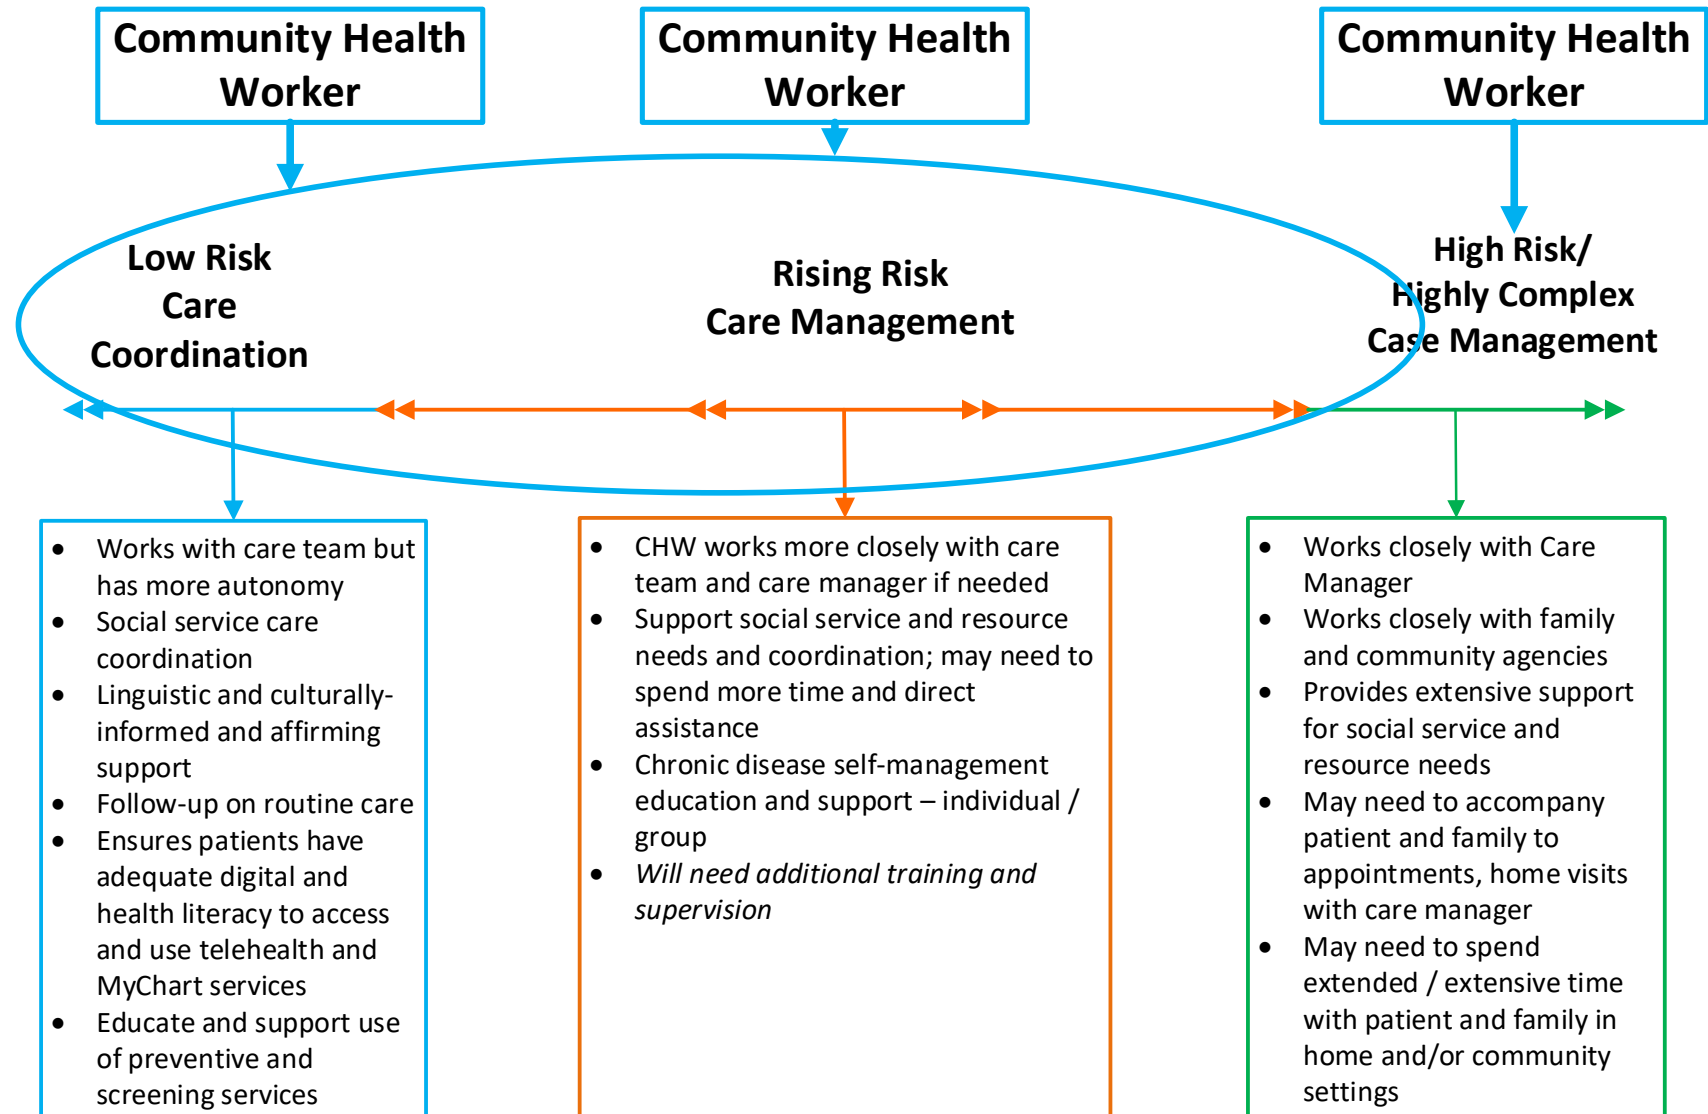 Community Health
Worker
Community Health
Worker
Community Health
Worker
Low Risk
Care
Coordination
Rising Risk
Care Management
High Risk/
Highly Complex
Case Management
• Works with care team but
has more autonomy
• Social service care
coordination
• Linguistic and culturally-
informed and affirming
support
• Follow-up on routine care
• Ensures patients have
adequate digital and
health literacy to access
and use telehealth and
MyChart services
• Educate and support use
of preventive and
screening services
• CHW works more closely with care
team and care manager if needed
• Support social service and resource
needs and coordination; may need to
spend more time and direct
assistance
• Chronic disease self-management
education and support – individual /
group
• Will need additional training and
supervision
• Works closely with Care
Manager
• Works closely with family
and community agencies
• Provides extensive support
for social service and
resource needs
• May need to accompany
patient and family to
appointments, home visits
with care manager
• May need to spend
extended / extensive time
with patient and family in
home and/or community
settings